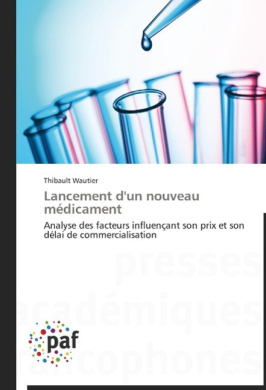 Thibault Wautier
Lancement d'un nouveau
médicament
Analyse des facteurs influençant son prix et son
délai de commercialisation
presses
académiques
francophones
paf